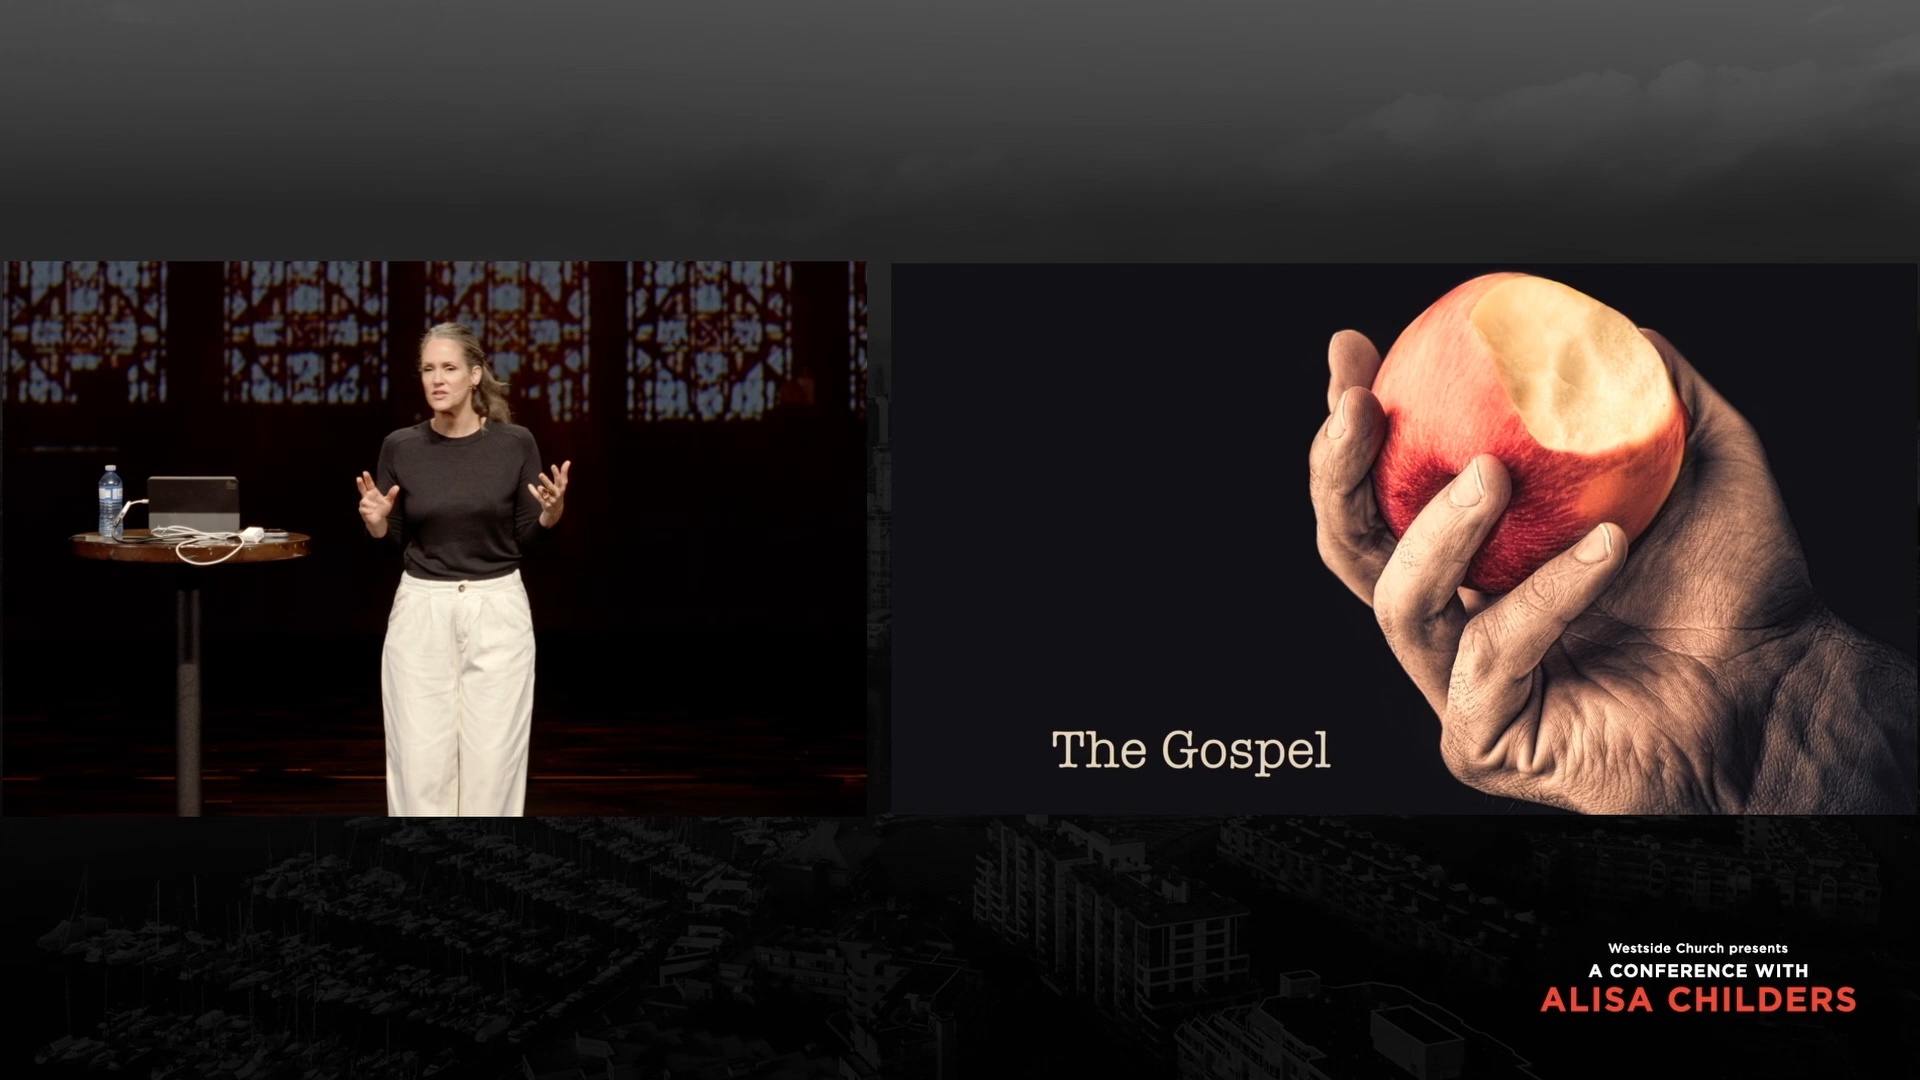 The Gospel
Westside Church presents
A CONFERENCE WITH
ALISA CHILDERS